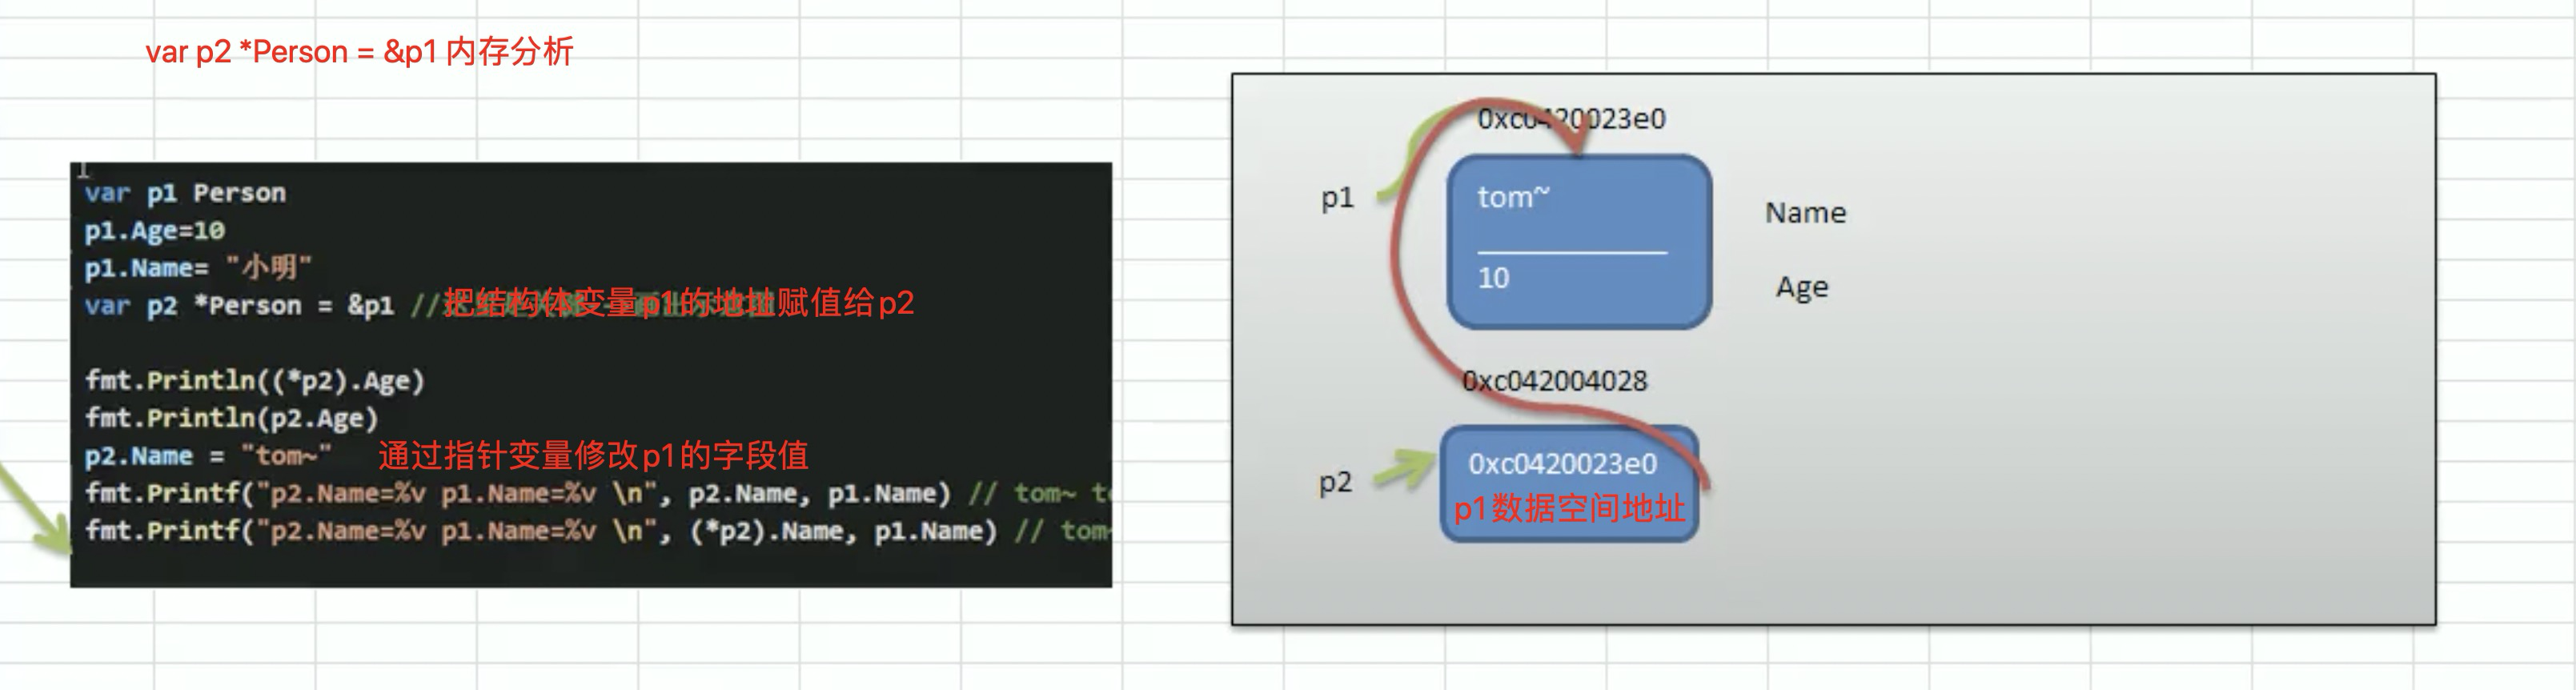 var p2 *Person = &p1 内存分析
var p1 Person
p1.Age=10
p1.Name= "小明"
var p2 *Person = &p1 //
把结构体变量p1的地址赋值给p2
fmt.Println((*p2).Age)
fmt.Println(p2.Age)
p2.Name = "tom~" 通过指针变量修改p1的字段值
fmt.Printf("p2.Name=%v p1.Name=%v \n", p2.Name, p1.Name) // tom~
fmt.Printf("p2.Name=%v p1.Name=%v \n", (*p2).Name, p1.Name) // tom
0xc0420023e0
p1
tom~
Name
10
Age
0xc042004028
p2
0xc0420023e0
p1数据空间地址